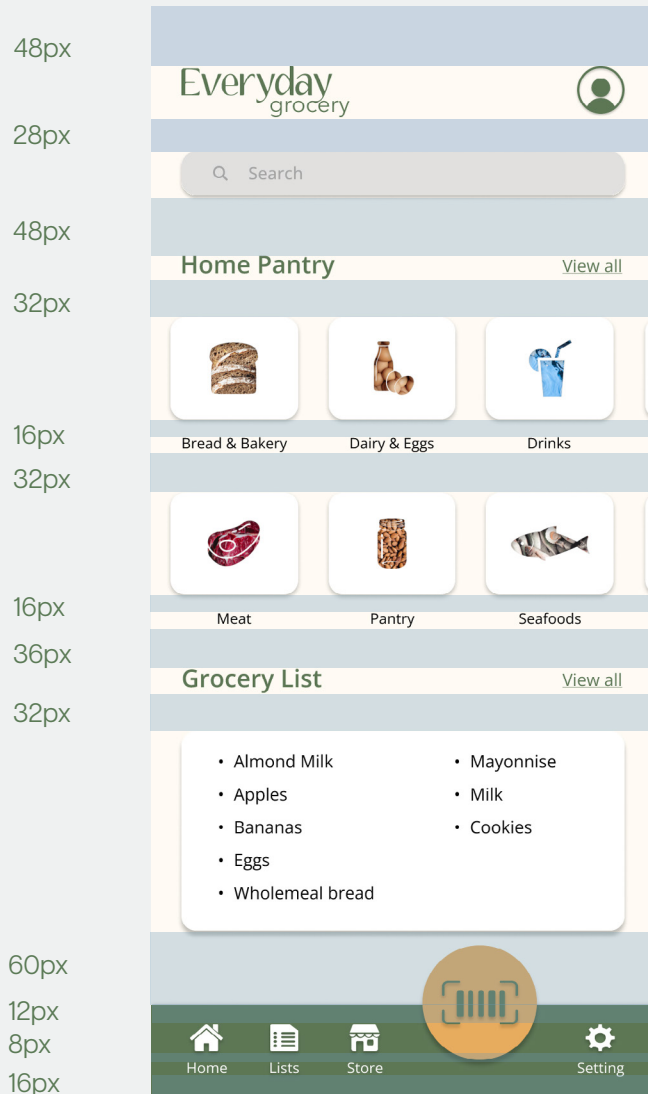 48px
Everyday
grocery
28px
Search
48px
Home Pantry View all
32px
16px
Bread & Bakery Dairy & Eggs Drinks
32px
16px
Meat Pantry Seafoods
36px
Grocery List View all
32px
• Almond Milk • Mayonnise
• Apples • Milk
• Bananas • Cookies
• Eggs
• Wholemeal bread
60px
12px
8px
Home Lists Store Setting
16px